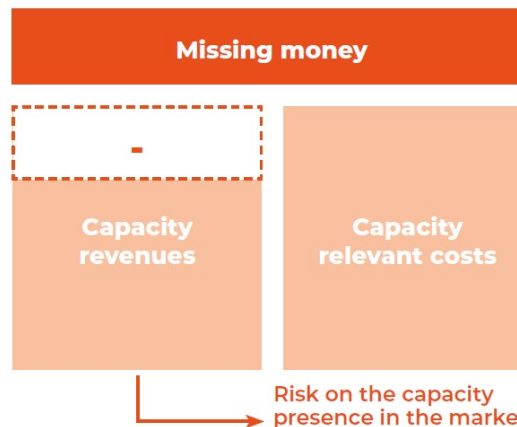 Missing money
-
Capacity
revenues
Capacity
relevant costs
Risk on the capacity
presence in the marke